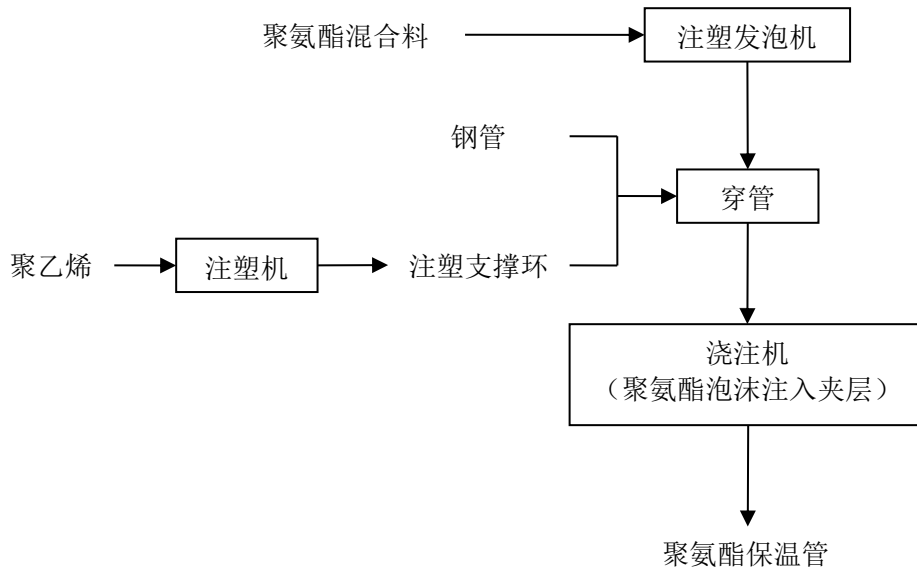 聚氨酯混合料
注塑发泡机
钢管
穿管
聚乙烯
注塑机
注塑支撑环
浇注机
（聚氨酯泡沫注入夹层）
聚氨酯保温管